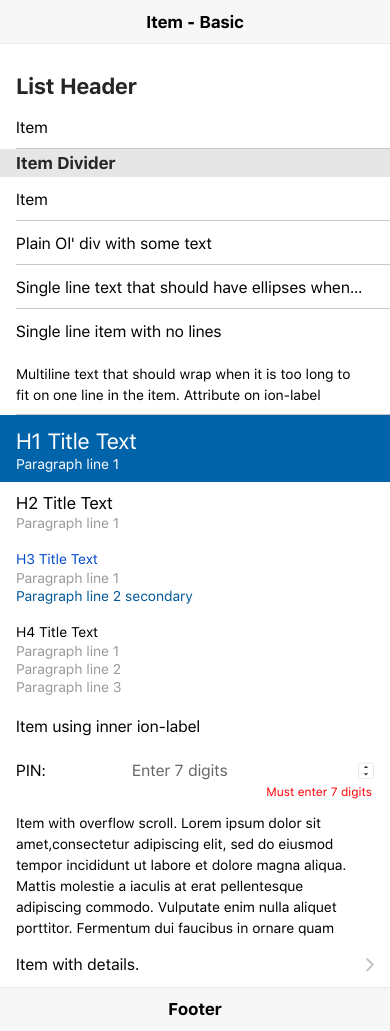 Item - Basic
List Header
Item
Item Divider
Item
Plain Ol' div with some text
Single line text that should have ellipses when...
Single line item with no lines
Multiline text that should wrap when it is too long to
fit on one line in the item. Attribute on ion-label
H1 Title Text
Paragraph line 1
H2 Title Text
Paragraph line 1
H3 Title Text
Paragraph line 1
Paragraph line 2 secondary
H4 Title Text
Paragraph line 1
Paragraph line 2
Paragraph line 3
Item using inner ion-label
PIN: Enter 7 digits
Must enter 7 digits
Item with overflow scroll. Lorem ipsum dolor sit
amet,consectetur adipiscing elit, sed do eiusmod
tempor incididunt ut labore et dolore magna aliqua.
Mattis molestie a iaculis at erat pellentesque
adipiscing commodo. Vulputate enim nulla aliquet
porttitor. Fermentum dui faucibus in ornare quam
Item with details.
Footer